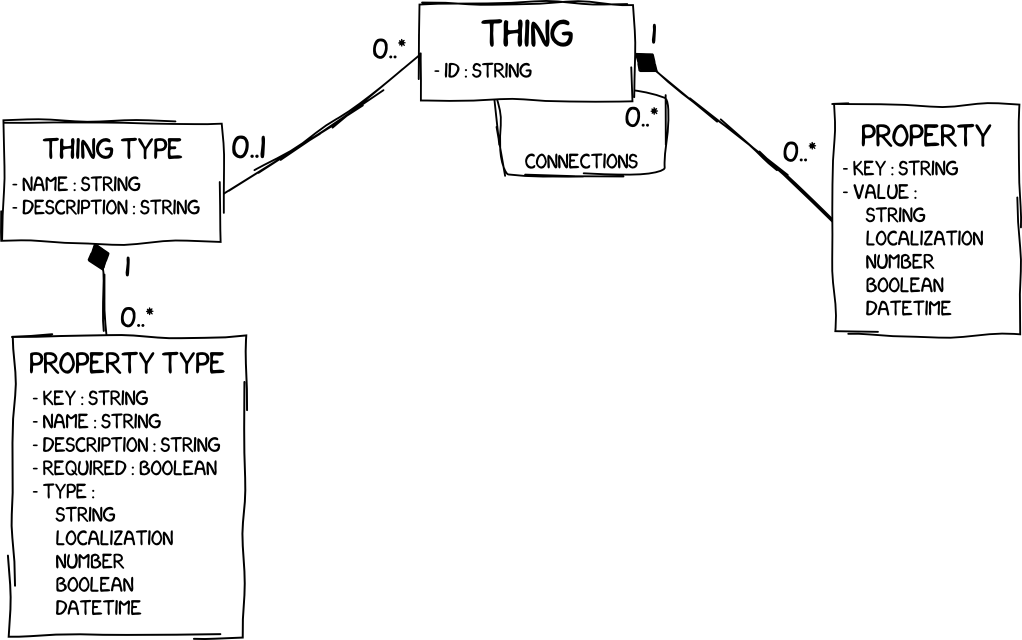 THING
- ID : STRING
1
0..*
0..*
CONNECTIONS
0..1
0..*
THING TYPE
- NAME : STRING
- DESCRIPTION : STRING
1
0..*
PROPERTY TYPE
- KEY : STRING
- NAME : STRING
- DESCRIPTION : STRING
- REQUIRED : BOOLEAN
- TYPE :
STRING
LOCALIZATION
NUMBER
BOOLEAN
DATETIME
PROPERTY
- KEY : STRING
- VALUE :
STRING
LOCALIZATION
NUMBER
BOOLEAN
DATETIME